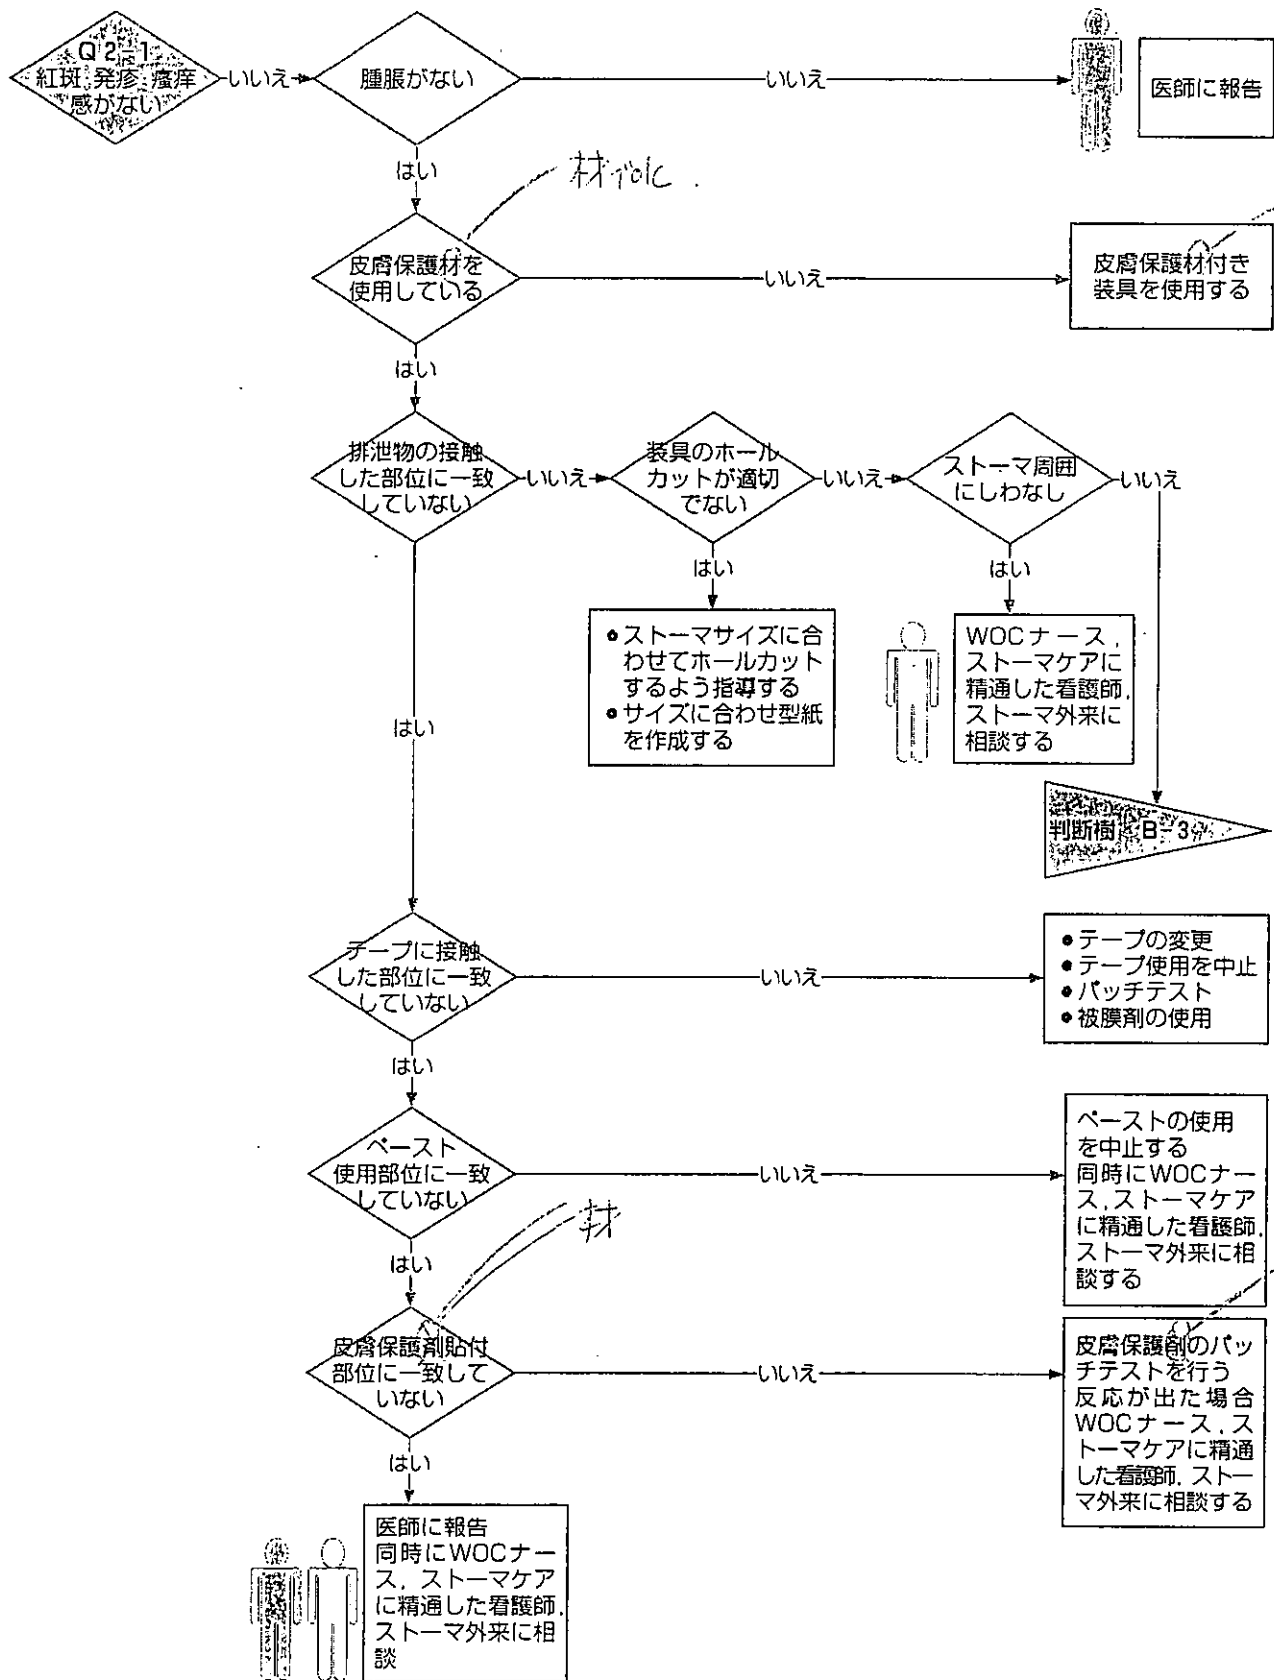 Q2-1
紅斑 発疹 瘙痒
感がない
いいえ
腫脹がない
いいえ
医師に報告
はい
皮膚保護材を
使用している
いいえ
皮膚保護材付き
装具を使用する
はい
排泄物の接触
した部位に一致
していない
いいえ
装具のホール
カットが適切
でない
いいえ
ストーマ周囲
にしわなし
いいえ
はい
はい
はい
●ストーマサイズに合
わせてホールカット
するよう指導する
●サイズに合わせ型紙
を作成する
WOCナース,
ストーマケアに
精通した看護師,
ストーマ外来に
相談する
判断樹 B-3
テープに接触
した部位に一致
していない
いいえ
●テープの変更
●テープ使用を中止
●パッチテスト
●被膜剤の使用
はい
ペースト
使用部位に一致
していない
いいえ
ペーストの使用
を中止する
同時にWOCナー
ス,ストーマケア
に精通した看護師,
ストーマ外来に相
談する
はい
材
皮膚保護剤貼付
部位に一致して
いない
いいえ
皮膚保護剤のパッ
チテストを行う
反応が出た場合
WOCナース,ス
トーマケアに精通
した看護師,ストー
マ外来に相談する
はい
医師に報告
同時にWOCナー
ス,ストーマケア
に精通した看護師,
ストーマ外来に相
談